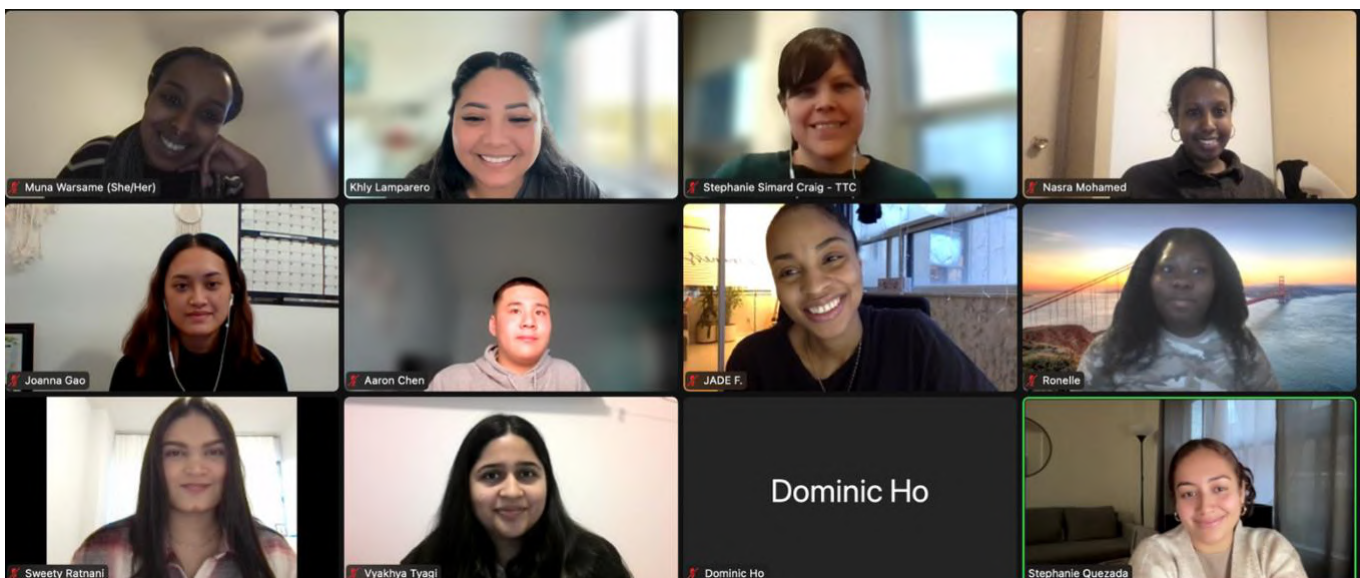 Muna Warsame (She/Her)
Khly Lamparero
Stephanie Simard Craig - TTC
Nasra Mohamed
Joanna Gao
Aaron Chen
JADE F.
Ronelle
Dominic Ho
Sweety Ratnani
Vyakhya Tyagi
Dominic Ho
Stephanie Quezada